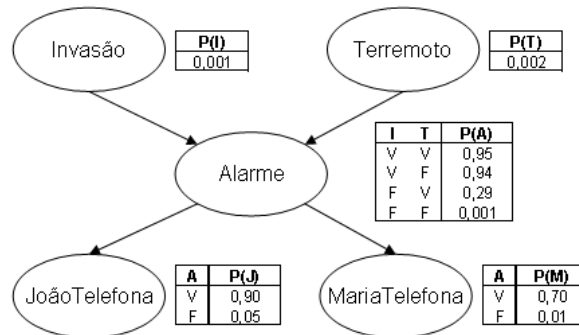 Invasão
P(I)
0,001
Terremoto
P(T)
0,002
Alarme
I T P(A)
V V 0,95
V F 0,94
F V 0,29
F F 0,001
JoãoTelefona
A P(J)
V 0,90
F 0,05
MariaTelefona
A P(M)
V 0,70
F 0,01